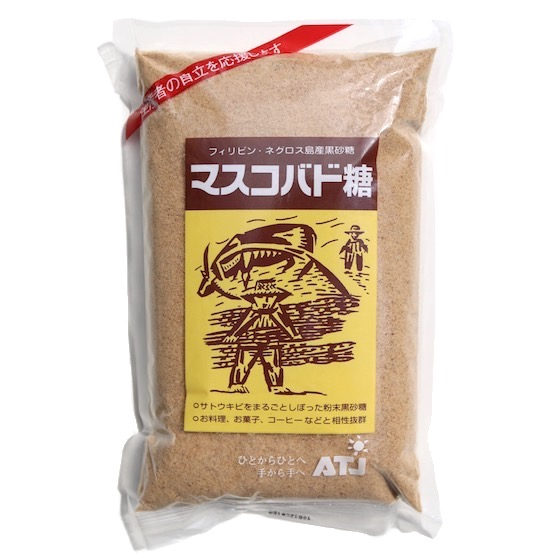 者の自立を応援します
フィリピン・ネグロス島産黒砂糖
マスコバド糖
○サトウキビをまるごとしぼった粉末黒砂糖
○お料理、お菓子、コーヒーなどと相性抜群
ひとからひとへ
手から手へ
ATJ